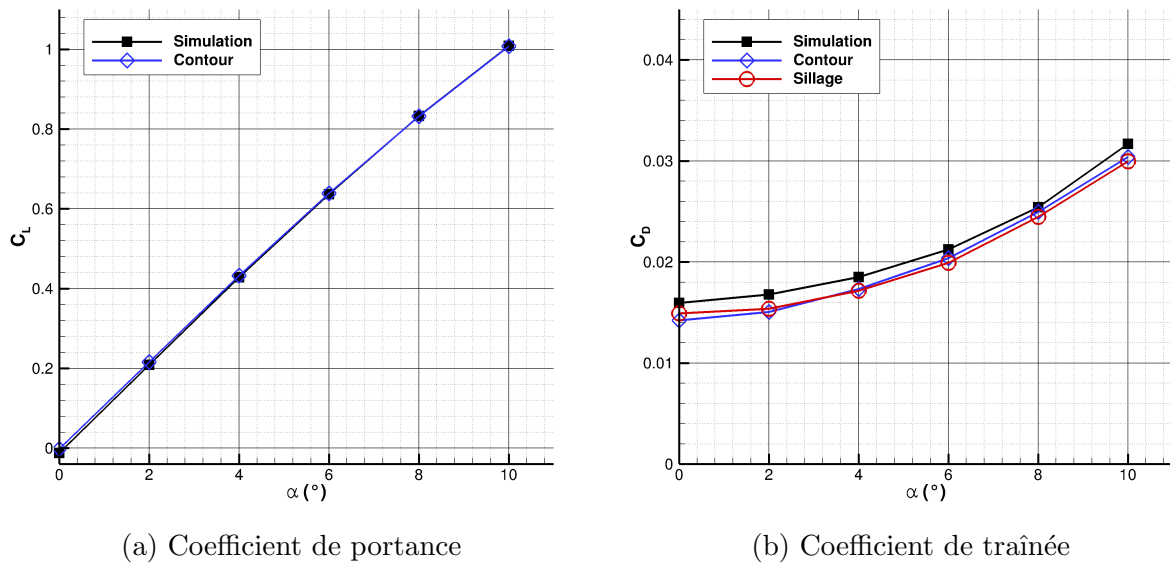 Simulation
Contour
1
0.8
0.6
0.4
0.2
0
C_L
0 2 4 6 8 10
α (°)
(a) Coefficient de portance
Simulation
Contour
Sillage
0.04
0.03
0.02
0.01
0
C_D
0 2 4 6 8 10
α (°)
(b) Coefficient de traînée